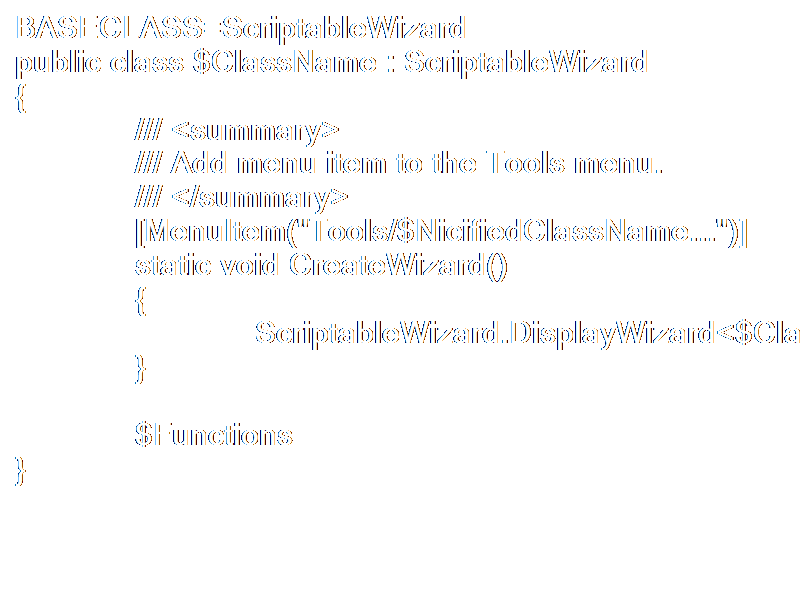 BASECLASS=ScriptableWizard
public class $ClassName : ScriptableWizard
{
/// <summary>
/// Add menu item to the Tools menu.
/// </summary>
[MenuItem("Tools/$NicifiedClassName...")]
static void CreateWizard()
{
ScriptableWizard.DisplayWizard<$Cla
}
$Functions
}